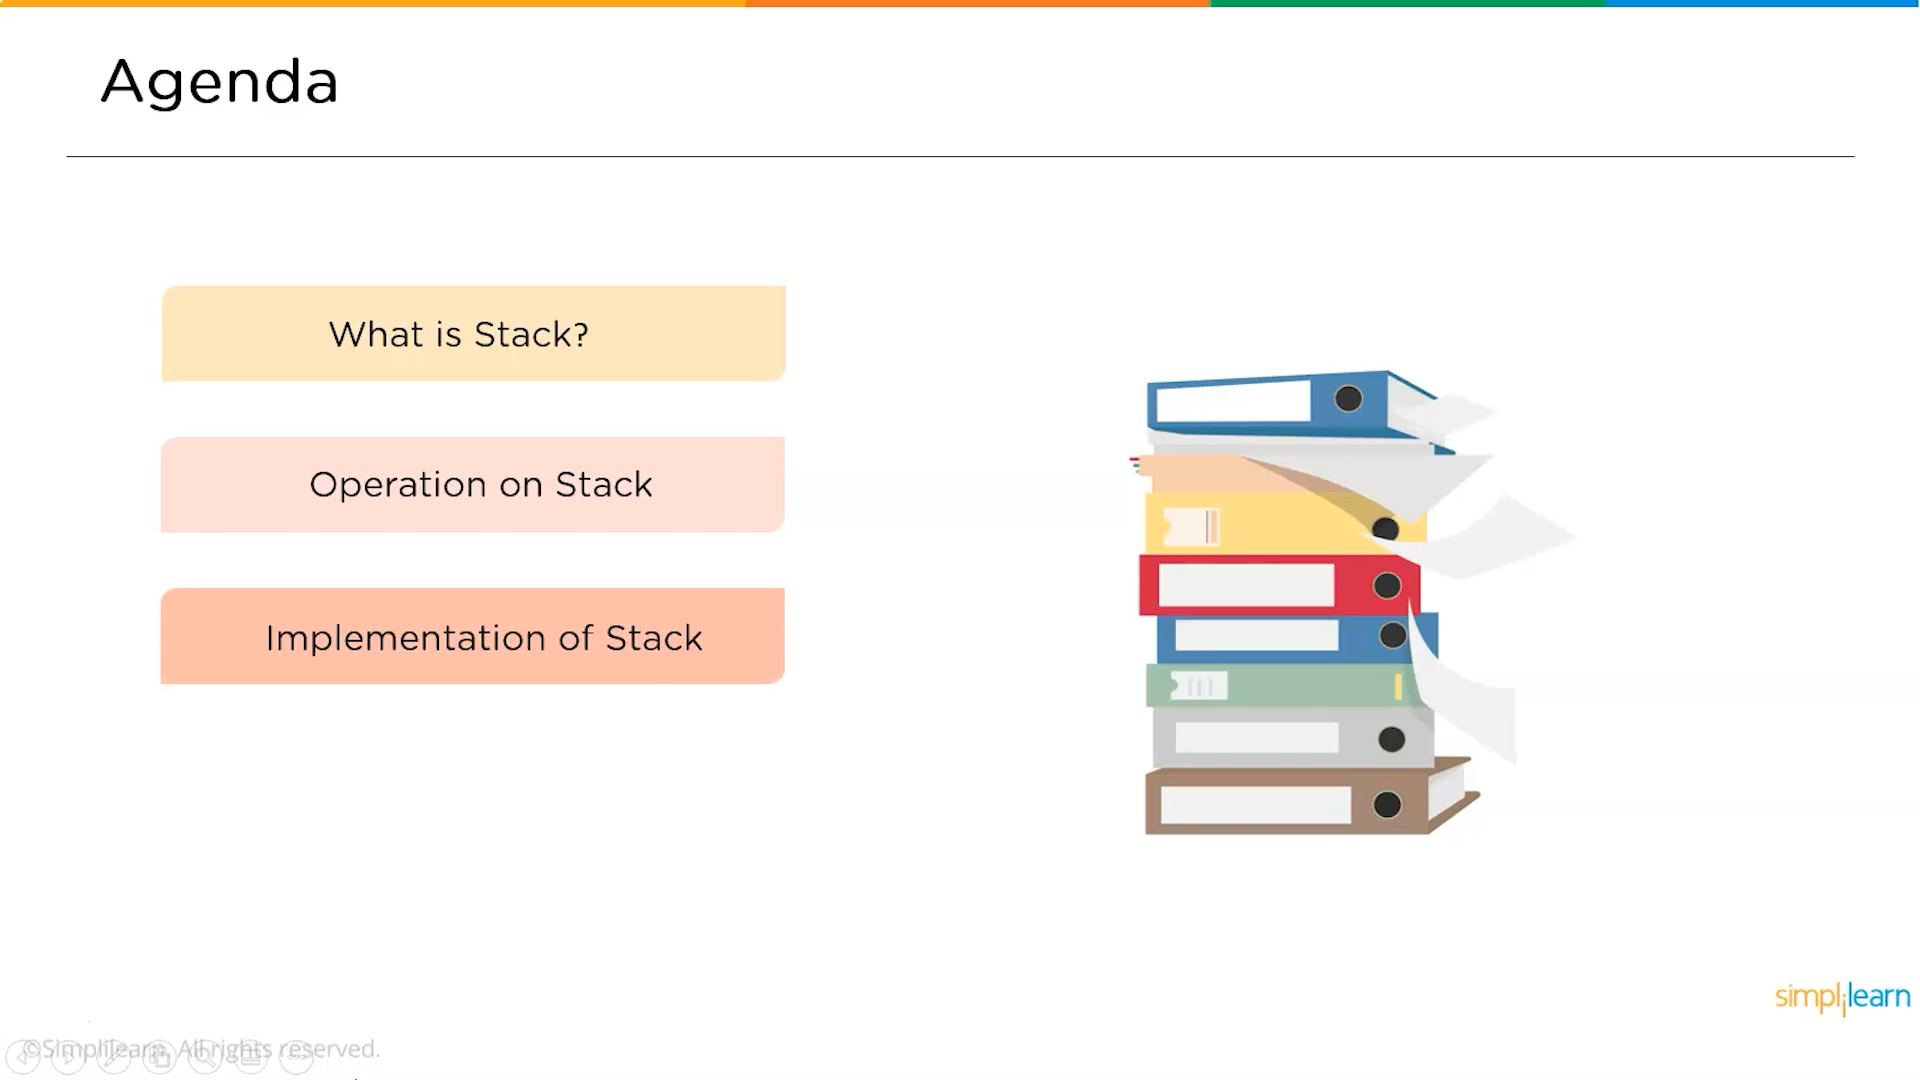 Agenda
What is Stack?
Operation on Stack
Implementation of Stack
simplilearn
©Simplilearn. All rights reserved.